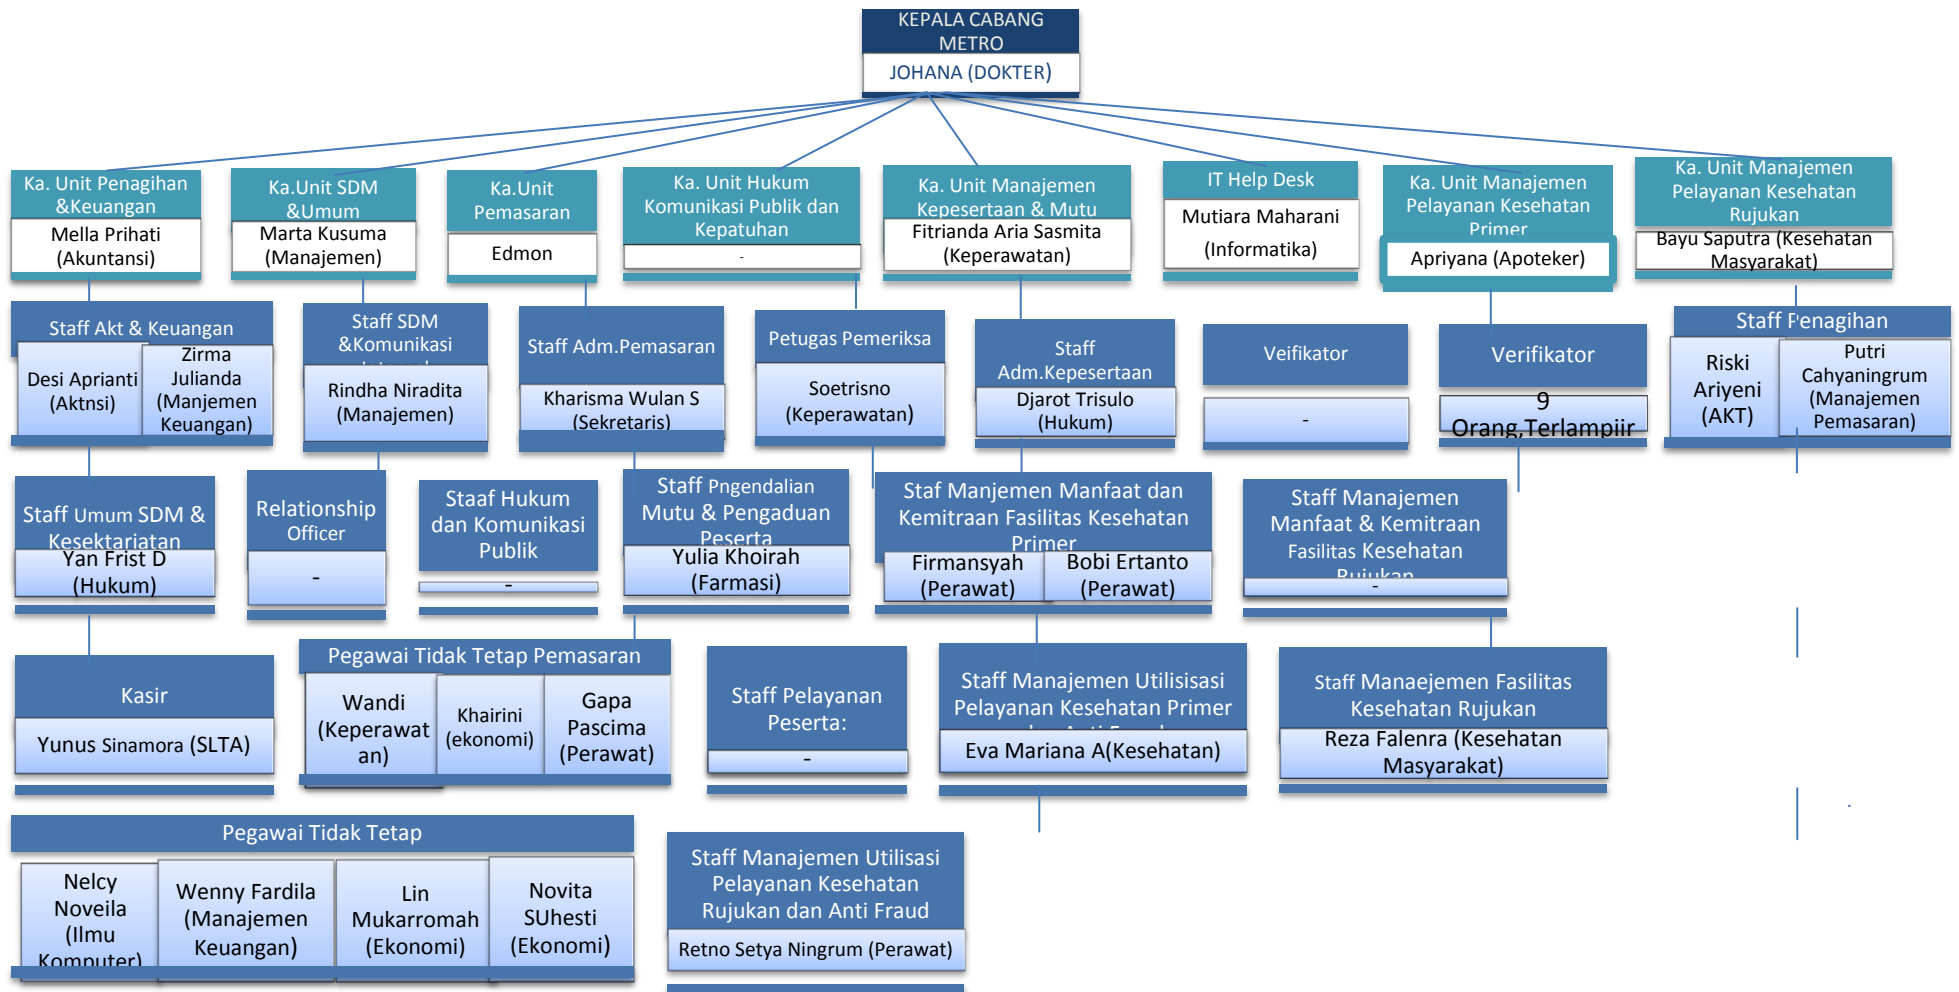 KEPALA CABANG
METRO
JOHANA (DOKTER)
Ka. Unit Penagihan
&Keuangan
Mella Prihati
(Akuntansi)
Ka.Unit SDM
&Umum
Marta Kusuma
(Manajemen)
Ka.Unit
Pemasaran
Edmon
Ka. Unit Hukum
Komunikasi Publik dan
Kepatuhan
-
Ka. Unit Manajemen
Kepesertaan & Mutu
Fitrianda Aria Sasmita
(Keperawatan)
IT Help Desk
Mutiara Maharani
(Informatika)
Ka. Unit Manajemen
Pelayanan Kesehatan
Primer
Apriyana (Apoteker)
Ka. Unit Manajemen
Pelayanan Kesehatan
Rujukan
Bayu Saputra (Kesehatan
Masyarakat)
Staff Akt & Keuangan
Desi Aprianti
(Aktnsi)
Zirma
Julianda
(Manjemen
Keuangan)
Staff SDM
&Komunikasi
Rindha Niradita
(Manajemen)
Staff Adm.Pemasaran
Kharisma Wulan S
(Sekretaris)
Petugas Pemeriksa
Soetrisno
(Keperawatan)
Staff
Adm.Kepesertaan
Djarot Trisulo
(Hukum)
Veifikator
-
Verifikator
9
Orang,Terlampiir
Staff Penagihan
Riski
Ariyeni
(AKT)
Putri
Cahyaningrum
(Manajemen
Pemasaran)
Staff Umum SDM &
Kesektariatan
Yan Frist D
(Hukum)
Relationship
Officer
-
Staaf Hukum
dan Komunikasi
Publik
-
Staff Pngendalian
Mutu & Pengaduan
Peserta
Yulia Khoirah
(Farmasi)
Staf Manjemen Manfaat dan
Kemitraan Fasilitas Kesehatan
Primer
Firmansyah
(Perawat)
Bobi Ertanto
(Perawat)
Staff Manajemen
Manfaat & Kemitraan
Fasilitas Kesehatan
Rujukan
-
Kasir
Yunus Sinamora (SLTA)
Pegawai Tidak Tetap Pemasaran
Wandi
(Keperawat
an)
Khairini
(ekonomi)
Gapa
Pascima
(Perawat)
Staff Pelayanan
Peserta:
-
Staff Manajemen Utilisisasi
Pelayanan Kesehatan Primer
Eva Mariana A(Kesehatan)
Staff Manaejemen Fasilitas
Kesehatan Rujukan
Reza Falenra (Kesehatan
Masyarakat)
Pegawai Tidak Tetap
Nelcy
Noveila
(Ilmu
Komputer)
Wenny Fardila
(Manajemen
Keuangan)
Lin
Mukarromah
(Ekonomi)
Novita
SUhesti
(Ekonomi)
Staff Manajemen Utilisasi
Pelayanan Kesehatan
Rujukan dan Anti Fraud
Retno Setya Ningrum (Perawat)